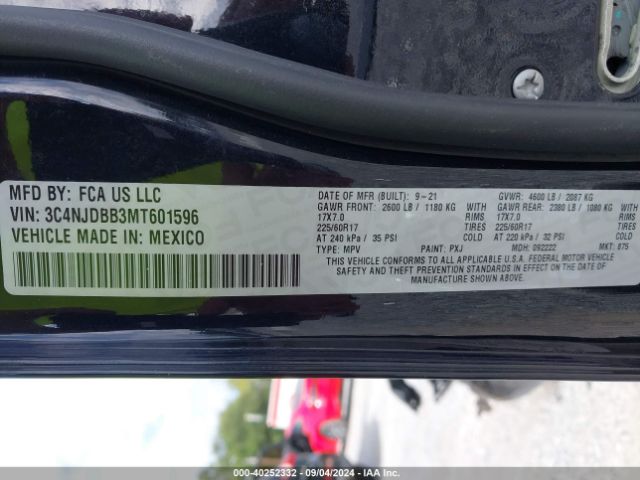 MFD BY: FCA US LLC
VIN: 3C4NJDBB3MT601596
VEHICLE MADE IN: MEXICO
DATE OF MFR (BUILT): 9-21 GVWR: 4600 LB / 2087 KG
GAWR FRONT: 2600 LB / 1180 KG GAWR REAR: 2380 LB / 1080 KG
17X7.0 RIMS 17X7.0 RIMS
225/60R17 TIRES 225/60R17 TIRES
AT 240 kPa / 35 PSI COLD AT 220 kPa / 32 PSI COLD
TYPE: MPV PAINT: PXJ MDH: 092222 MKT: 875
THIS VEHICLE CONFORMS TO ALL APPLICABLE U.S.A. FEDERAL MOTOR VEHICLE
SAFETY AND THEFT PREVENTION STANDARDS IN EFFECT ON THE DATE OF
MANUFACTURE SHOWN ABOVE.
000-40252332 - 09/04/2024 - IAAI.COM